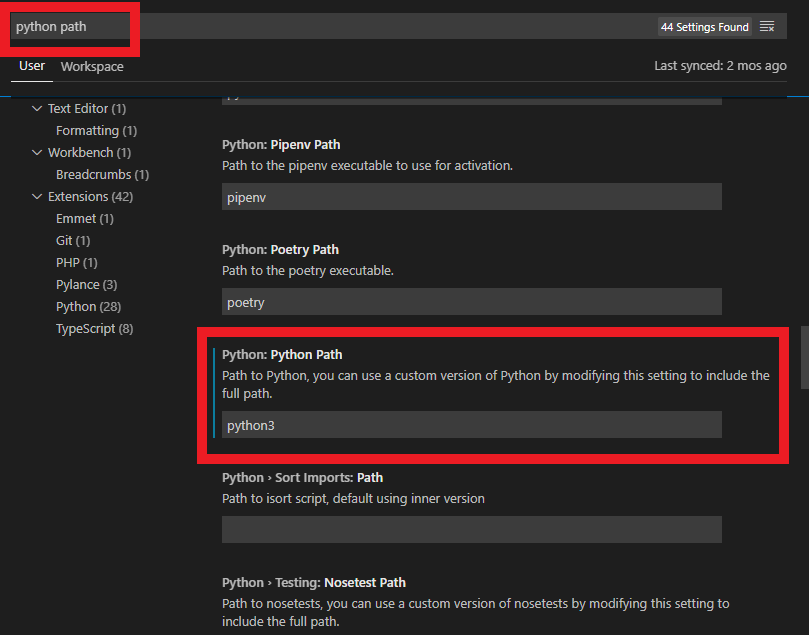 python path
44 Settings Found
User
Workspace
Last synced: 2 mos ago
Text Editor (1)
Formatting (1)
Workbench (1)
Breadcrumbs (1)
Extensions (42)
Emmet (1)
Git (1)
PHP (1)
Pylance (3)
Python (28)
TypeScript (8)
Python: Pipenv Path
Path to the pipenv executable to use for activation.
pipenv
Python: Poetry Path
Path to the poetry executable.
poetry
Python: Python Path
Path to Python, you can use a custom version of Python by modifying this setting to include the
full path.
python3
Python › Sort Imports: Path
Path to isort script, default using inner version
Python › Testing: Nosetest Path
Path to nosetests, you can use a custom version of nosetests by modifying this setting to
include the full path.